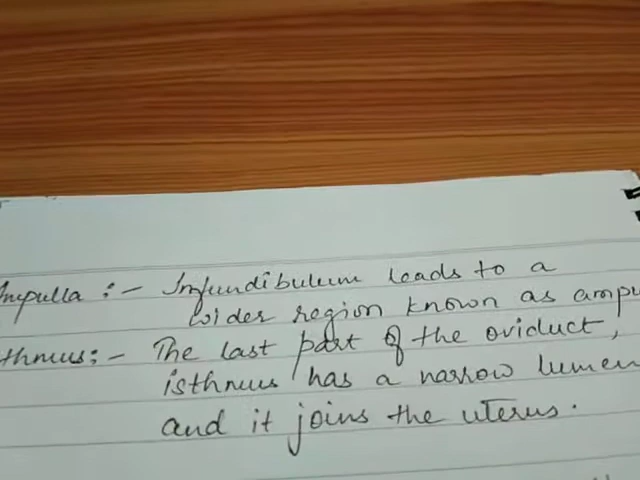 Ampulla :- Infundibulum leads to a
wider region known as ampu
thmus :- The last part of the oviduct,
isthmus has a narrow lumen
and it joins the uterus.